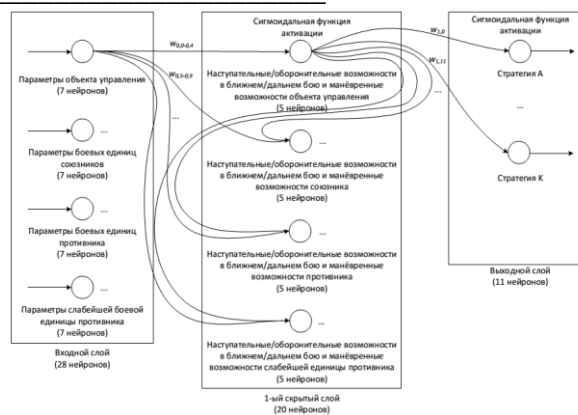 Сигмоидальная функция
активации
Сигмоидальная функция
активации
w0,0-0,4
w1,0
w0,5-0,9
w1,11
Параметры объекта управления
(7 нейронов)
...
Наступательные/оборонительные возможности
в ближнем/дальнем бою и манёвренные
возможности объекта управления
(5 нейронов)
...
Стратегия А
...
...
Параметры боевых единиц
союзников
(7 нейронов)
Наступательные/оборонительные возможности
в ближнем/дальнем бою и манёвренные
возможности союзника
(5 нейронов)
...
Стратегия К
...
Параметры боевых единиц
противника
(7 нейронов)
...
Наступательные/оборонительные возможности
в ближнем/дальнем бою и манёвренные
возможности противника
(5 нейронов)
Выходной слой
(11 нейронов)
...
Параметры слабейшей боевой
единицы противника
(7 нейронов)
...
Наступательные/оборонительные возможности
в ближнем/дальнем бою и манёвренные
возможности слабейшей единицы противника
(5 нейронов)
Входной слой
(28 нейронов)
1-ый скрытый слой
(20 нейронов)